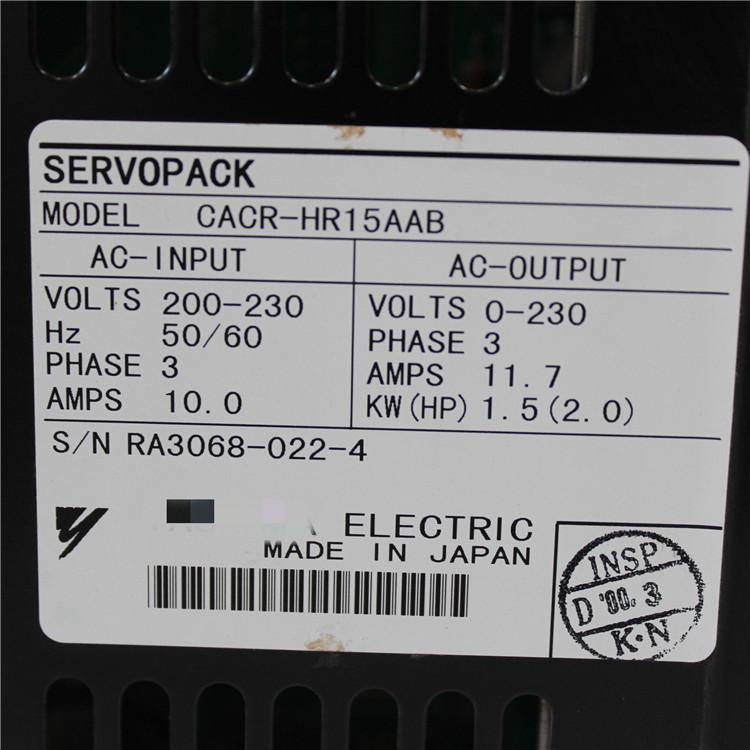 SERVOPACK
MODEL CACR-HR15AAB
AC-INPUT AC-OUTPUT
VOLTS 200-230 VOLTS 0-230
Hz 50/60 PHASE 3
PHASE 3 AMPS 11.7
AMPS 10.0 KW(HP) 1.5(2.0)
S/N RA3068-022-4
ELECTRIC
MADE IN JAPAN
INSP
D '00. 3
K·N